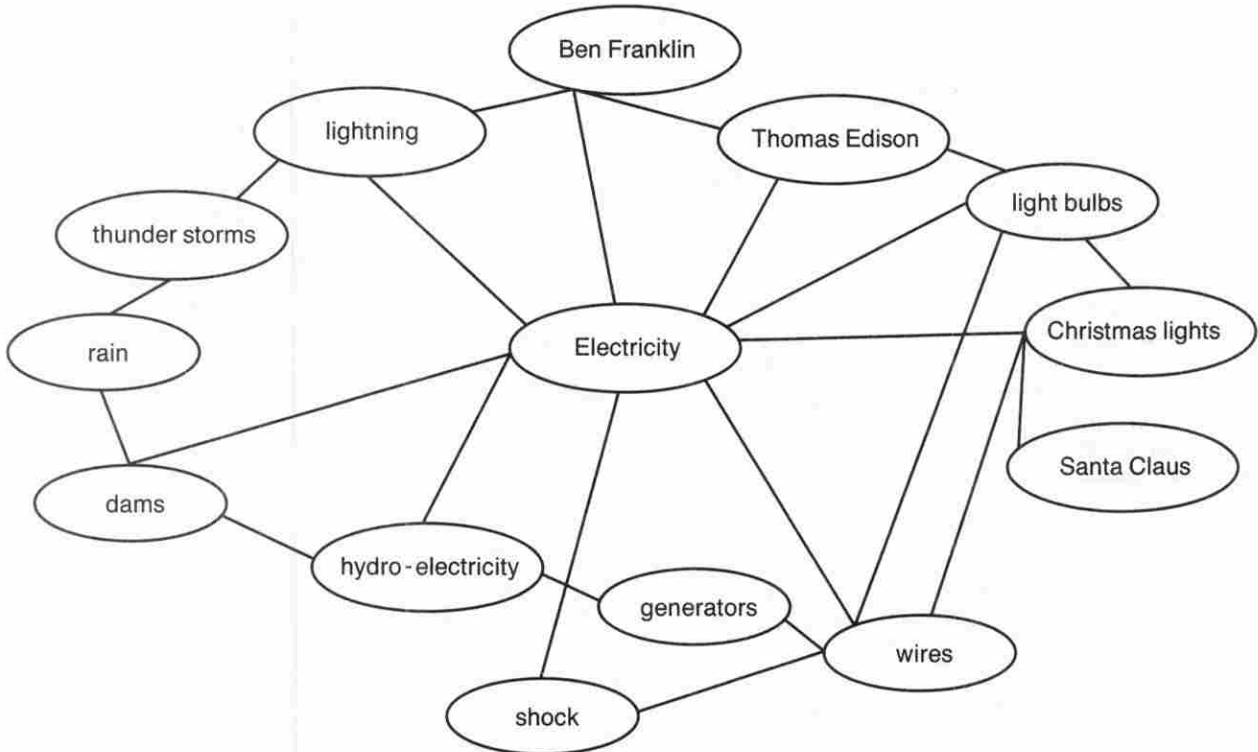 Ben Franklin
lightning
Thomas Edison
light bulbs
thunder storms
Electricity
Christmas lights
rain
Santa Claus
dams
hydro-electricity
generators
wires
shock